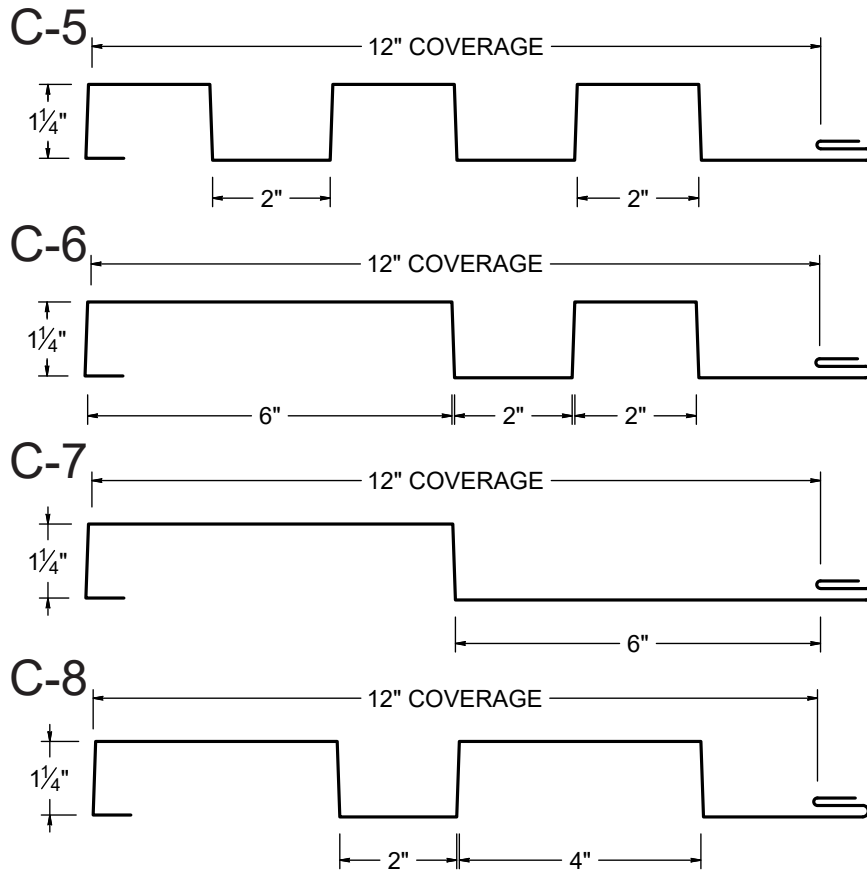 C-5
12" COVERAGE
1¼"
2" 2"
C-6
12" COVERAGE
1¼"
6" 2" 2"
C-7
12" COVERAGE
1¼"
6"
C-8
12" COVERAGE
1¼"
2" 4"